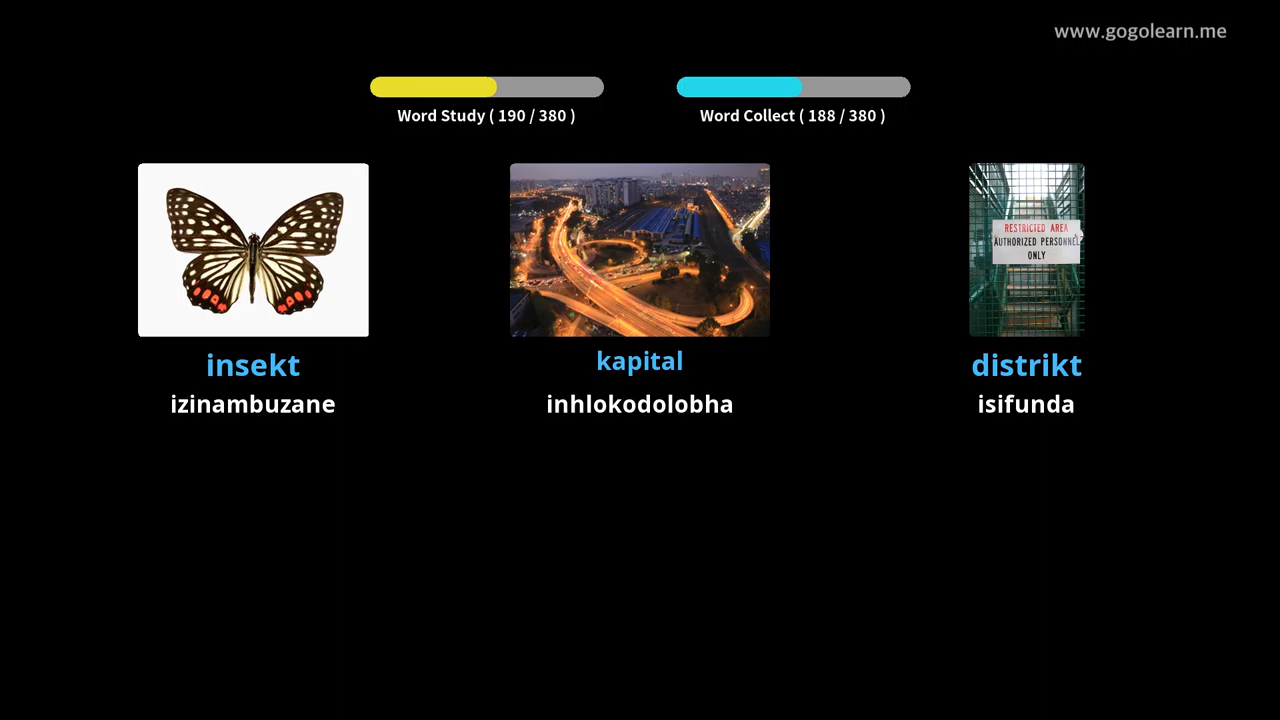 www.gogolearn.me
Word Study ( 190 / 380 )
Word Collect ( 188 / 380 )
RESTRICTED AREA
AUTHORIZED PERSONNEL
ONLY
insekt
kapital
distrikt
izinambuzane
inhlokodolobha
isifunda